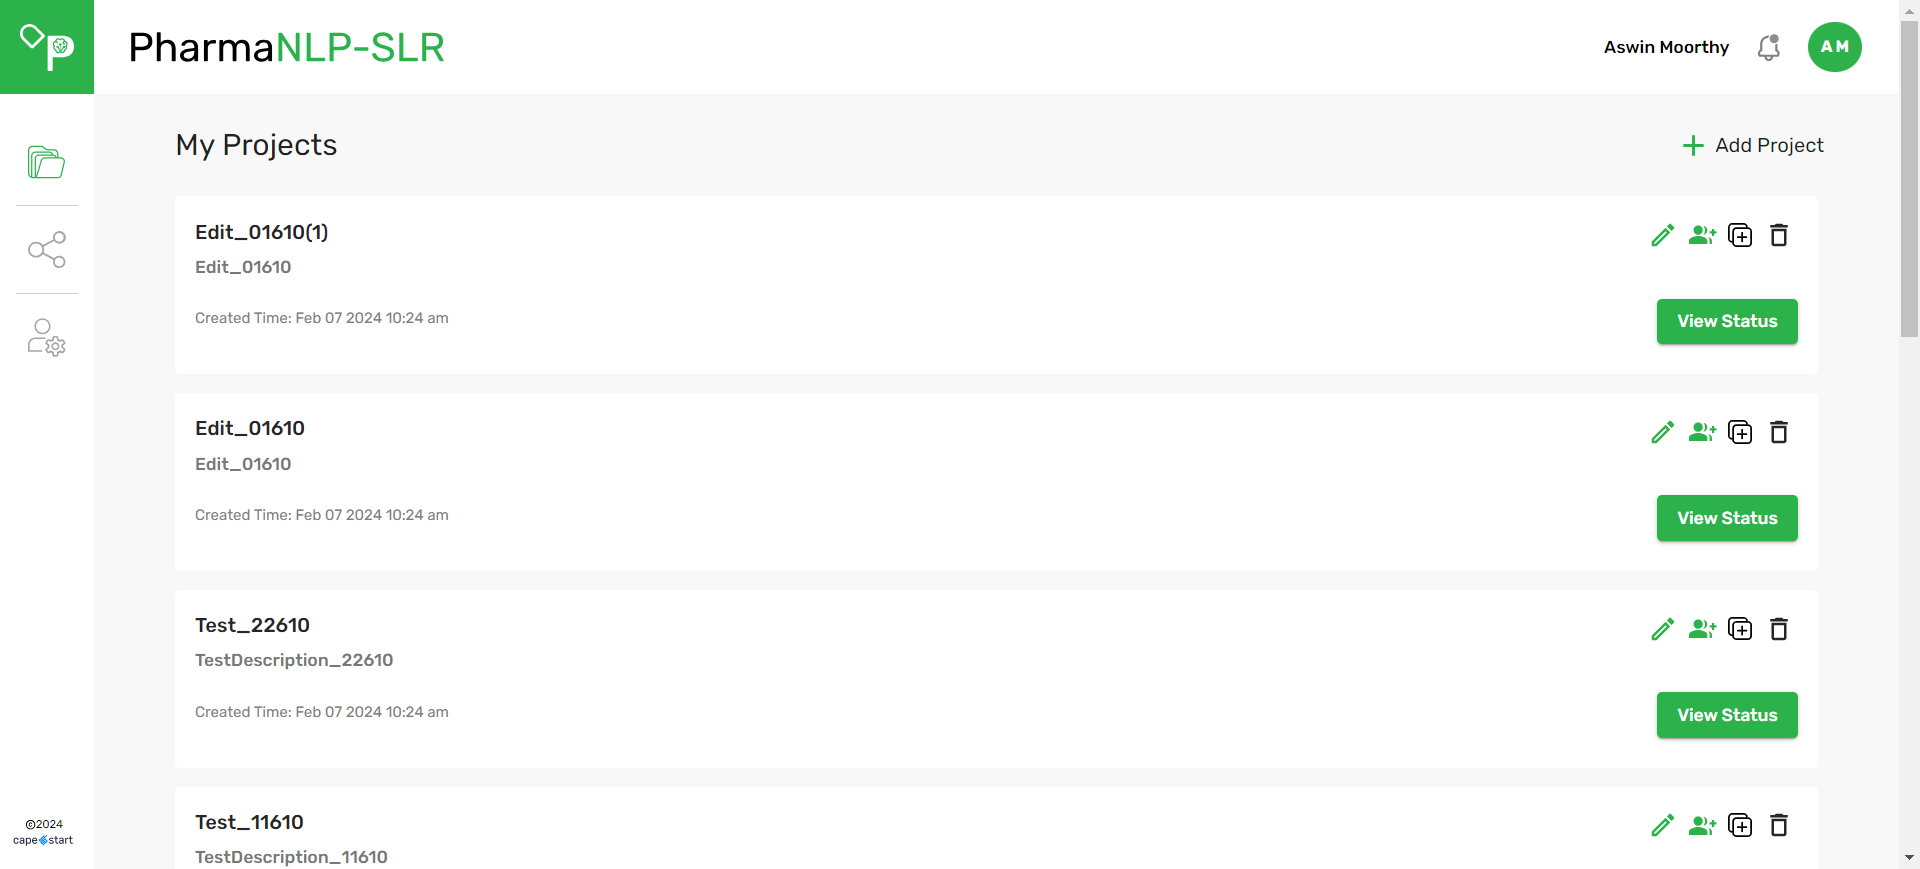 PharmaNLP-SLR
Aswin Moorthy
AM
My Projects
Add Project
Edit_01610(1)
Edit_01610
Created Time: Feb 07 2024 10:24 am
View Status
Edit_01610
Edit_01610
Created Time: Feb 07 2024 10:24 am
View Status
Test_22610
TestDescription_22610
Created Time: Feb 07 2024 10:24 am
View Status
Test_11610
TestDescription_11610
©2024
capestart